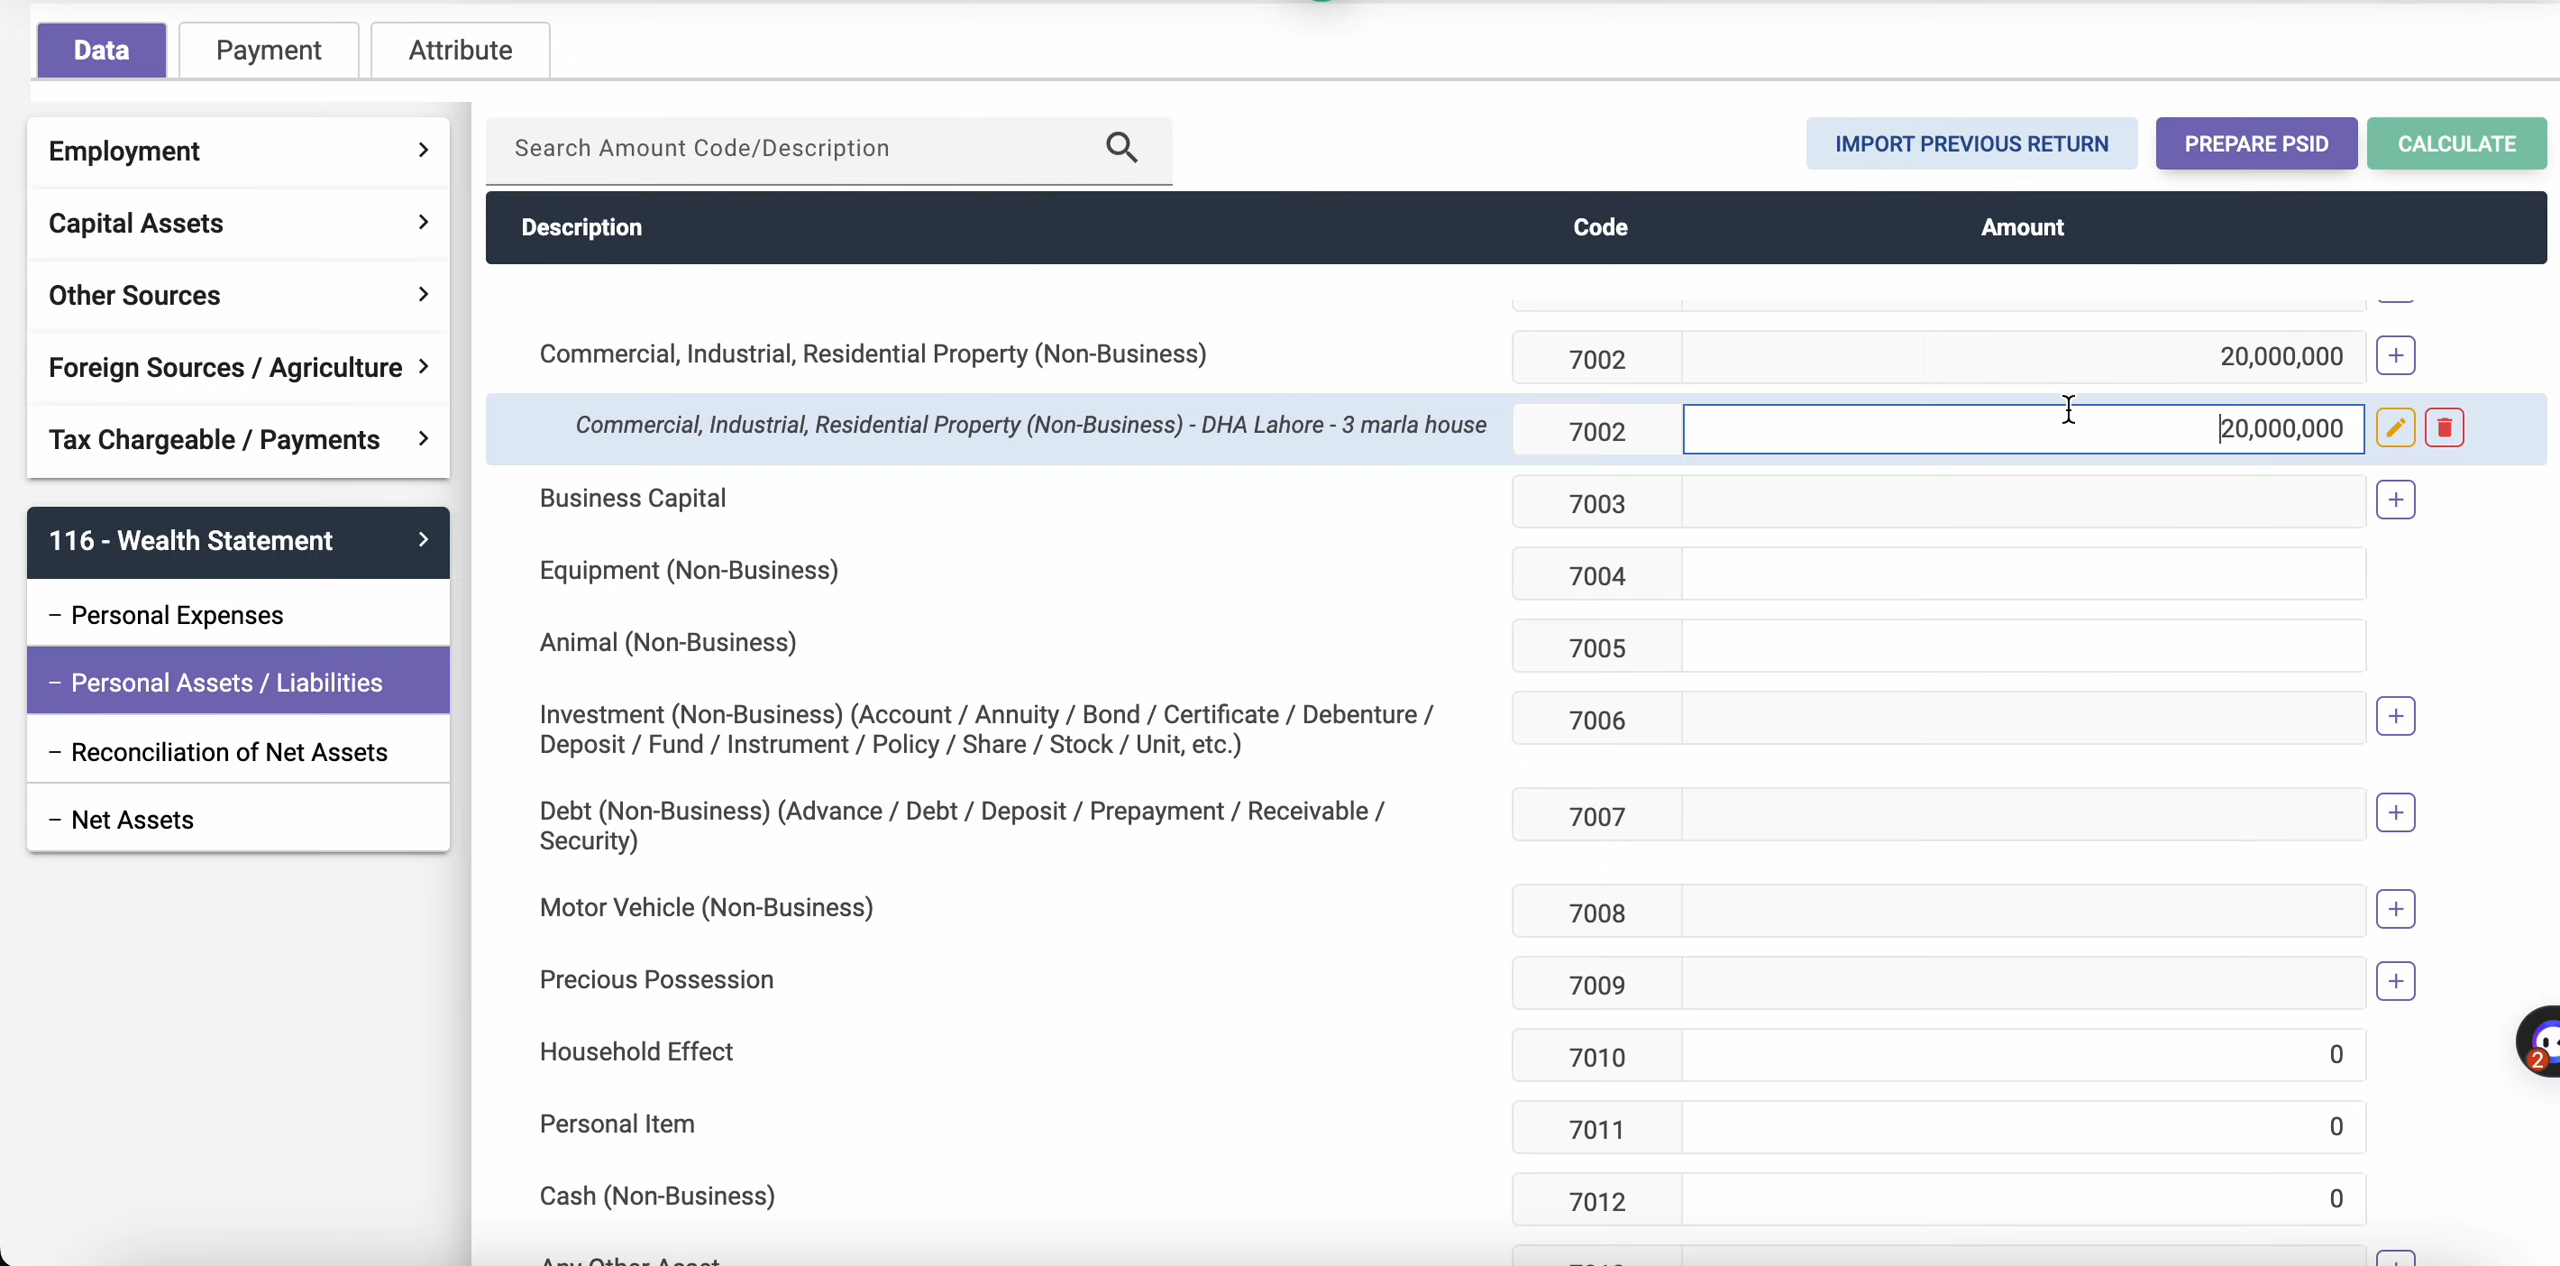 Data
Payment
Attribute
Employment
Capital Assets
Other Sources
Foreign Sources / Agriculture
Tax Chargeable / Payments
116 - Wealth Statement
– Personal Expenses
– Personal Assets / Liabilities
– Reconciliation of Net Assets
– Net Assets
Search Amount Code/Description
IMPORT PREVIOUS RETURN
PREPARE PSID
CALCULATE
Description Code Amount
Commercial, Industrial, Residential Property (Non-Business) 7002 20,000,000 +
Commercial, Industrial, Residential Property (Non-Business) - DHA Lahore - 3 marla house 7002 20,000,000
Business Capital 7003 +
Equipment (Non-Business) 7004
Animal (Non-Business) 7005
Investment (Non-Business) (Account / Annuity / Bond / Certificate / Debenture /
Deposit / Fund / Instrument / Policy / Share / Stock / Unit, etc.) 7006 +
Debt (Non-Business) (Advance / Debt / Deposit / Prepayment / Receivable /
Security) 7007 +
Motor Vehicle (Non-Business) 7008 +
Precious Possession 7009 +
Household Effect 7010 0
Personal Item 7011 0
Cash (Non-Business) 7012 0
Any Other Asset
2